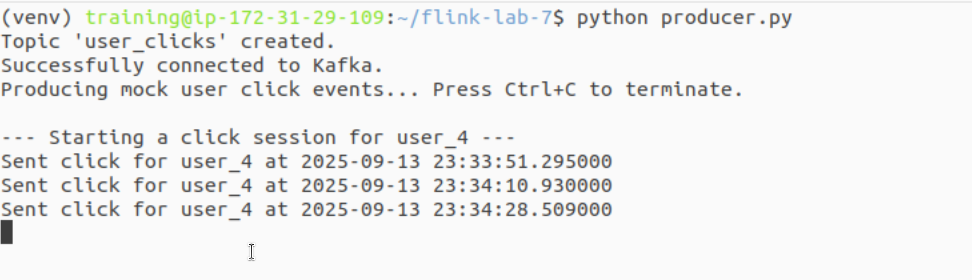 (venv) training@ip-172-31-29-109:~/flink-lab-7$ python producer.py
Topic 'user_clicks' created.
Successfully connected to Kafka.
Producing mock user click events... Press Ctrl+C to terminate.
--- Starting a click session for user_4 ---
Sent click for user_4 at 2025-09-13 23:33:51.295000
Sent click for user_4 at 2025-09-13 23:34:10.930000
Sent click for user_4 at 2025-09-13 23:34:28.509000